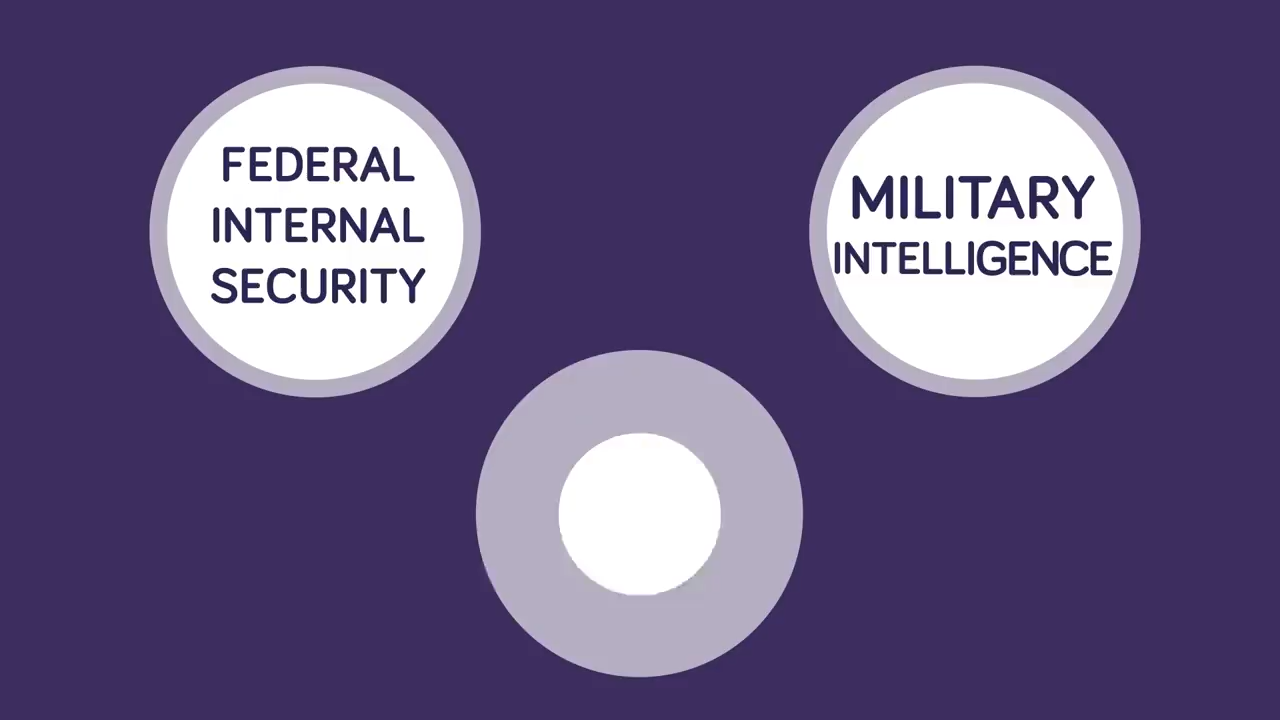 FEDERAL
INTERNAL
SECURITY
MILITARY
INTELLIGENCE